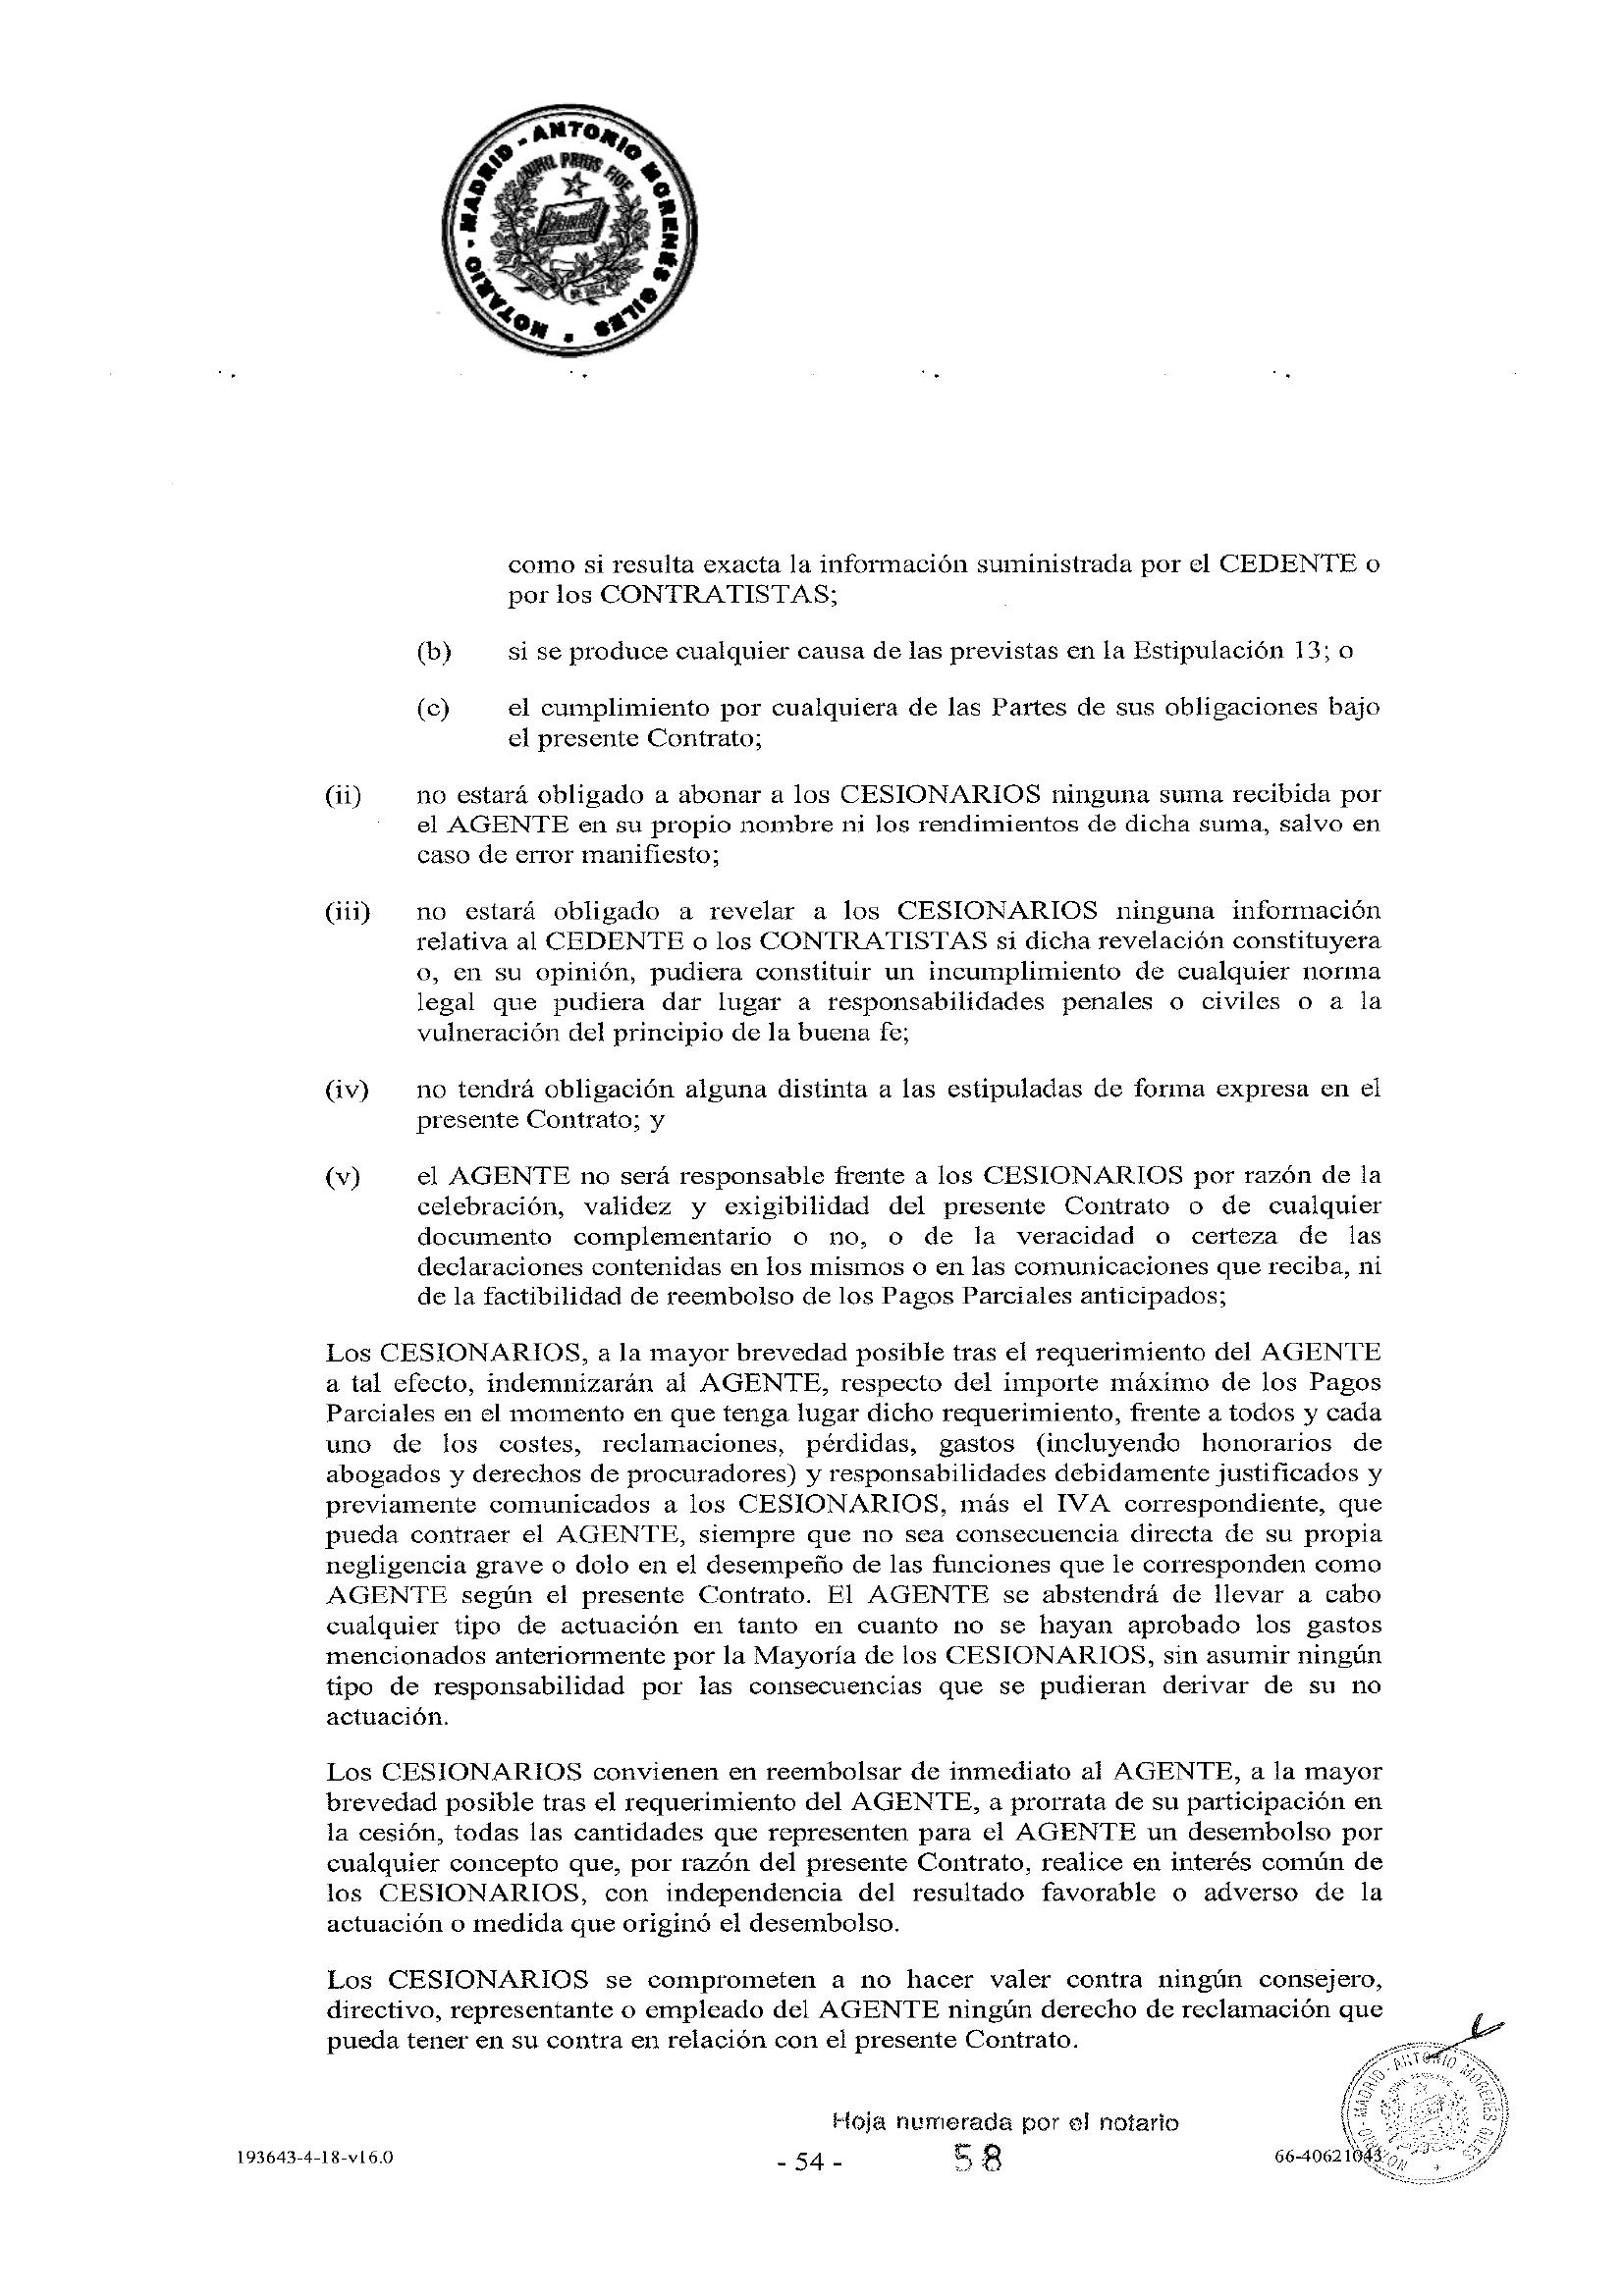 NOTARIO - MADRID - ANTONIO MORENÉS GILES
NIHIL PRIUS FIDE
como si resulta exacta la información suministrada por el CEDENTE o
por los CONTRATISTAS;
(b) si se produce cualquier causa de las previstas en la Estipulación 13; o
(c) el cumplimiento por cualquiera de las Partes de sus obligaciones bajo
el presente Contrato;
(ii) no estará obligado a abonar a los CESIONARIOS ninguna suma recibida por
el AGENTE en su propio nombre ni los rendimientos de dicha suma, salvo en
caso de error manifiesto;
(iii) no estará obligado a revelar a los CESIONARIOS ninguna información
relativa al CEDENTE o los CONTRATISTAS si dicha revelación constituyera
o, en su opinión, pudiera constituir un incumplimiento de cualquier norma
legal que pudiera dar lugar a responsabilidades penales o civiles o a la
vulneración del principio de la buena fe;
(iv) no tendrá obligación alguna distinta a las estipuladas de forma expresa en el
presente Contrato; y
(v) el AGENTE no será responsable frente a los CESIONARIOS por razón de la
celebración, validez y exigibilidad del presente Contrato o de cualquier
documento complementario o no, o de la veracidad o certeza de las
declaraciones contenidas en los mismos o en las comunicaciones que reciba, ni
de la factibilidad de reembolso de los Pagos Parciales anticipados;
Los CESIONARIOS, a la mayor brevedad posible tras el requerimiento del AGENTE
a tal efecto, indemnizarán al AGENTE, respecto del importe máximo de los Pagos
Parciales en el momento en que tenga lugar dicho requerimiento, frente a todos y cada
uno de los costes, reclamaciones, pérdidas, gastos (incluyendo honorarios de
abogados y derechos de procuradores) y responsabilidades debidamente justificados y
previamente comunicados a los CESIONARIOS, más el IVA correspondiente, que
pueda contraer el AGENTE, siempre que no sea consecuencia directa de su propia
negligencia grave o dolo en el desempeño de las funciones que le corresponden como
AGENTE según el presente Contrato. El AGENTE se abstendrá de llevar a cabo
cualquier tipo de actuación en tanto en cuanto no se hayan aprobado los gastos
mencionados anteriormente por la Mayoría de los CESIONARIOS, sin asumir ningún
tipo de responsabilidad por las consecuencias que se pudieran derivar de su no
actuación.
Los CESIONARIOS convienen en reembolsar de inmediato al AGENTE, a la mayor
brevedad posible tras el requerimiento del AGENTE, a prorrata de su participación en
la cesión, todas las cantidades que representen para el AGENTE un desembolso por
cualquier concepto que, por razón del presente Contrato, realice en interés común de
los CESIONARIOS, con independencia del resultado favorable o adverso de la
actuación o medida que originó el desembolso.
Los CESIONARIOS se comprometen a no hacer valer contra ningún consejero,
directivo, representante o empleado del AGENTE ningún derecho de reclamación que
pueda tener en su contra en relación con el presente Contrato.
NOTARIO - MADRID - ANTONIO MORENÉS GILES
Hoja numerada por el notario
193643-4-18-v16.0 - 54 - 58 66-40621043